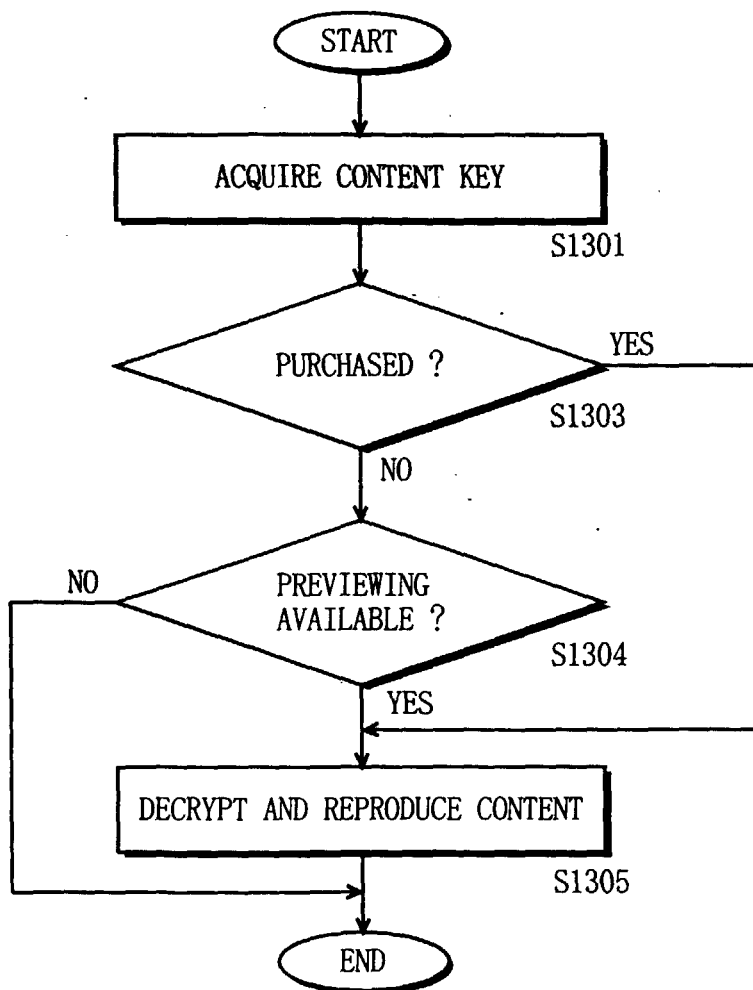 START
ACQUIRE CONTENT KEY
S1301
PURCHASED ?
YES
S1303
NO
PREVIEWING
AVAILABLE ?
NO
S1304
YES
DECRYPT AND REPRODUCE CONTENT
S1305
END